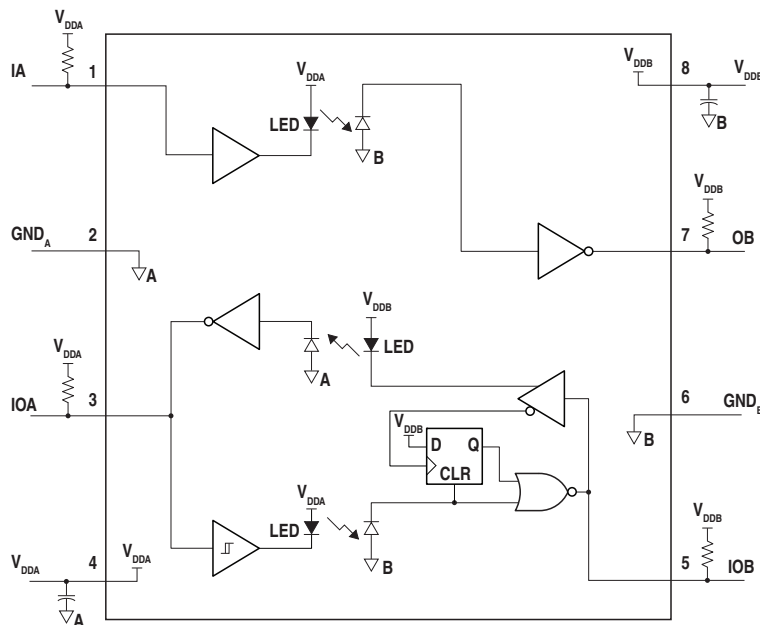 V_DDA
IA
1
V_DDA
LED
B
V_DDB
8
V_DDB
B
GND_A
2
A
V_DDB
7
OB
V_DDA
IOA
3
A
V_DDB
LED
6
GND_B
B
V_DDB
D
Q
CLR
V_DDA
LED
B
V_DDB
5
IOB
V_DDA
4
V_DDA
A